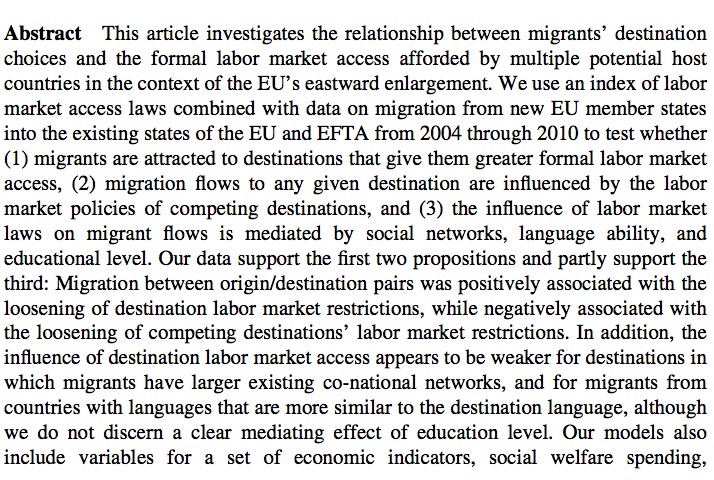 Abstract This article investigates the relationship between migrants’ destination
choices and the formal labor market access afforded by multiple potential host
countries in the context of the EU’s eastward enlargement. We use an index of labor
market access laws combined with data on migration from new EU member states
into the existing states of the EU and EFTA from 2004 through 2010 to test whether
(1) migrants are attracted to destinations that give them greater formal labor market
access, (2) migration flows to any given destination are influenced by the labor
market policies of competing destinations, and (3) the influence of labor market
laws on migrant flows is mediated by social networks, language ability, and
educational level. Our data support the first two propositions and partly support the
third: Migration between origin/destination pairs was positively associated with the
loosening of destination labor market restrictions, while negatively associated with
the loosening of competing destinations’ labor market restrictions. In addition, the
influence of destination labor market access appears to be weaker for destinations in
which migrants have larger existing co-national networks, and for migrants from
countries with languages that are more similar to the destination language, although
we do not discern a clear mediating effect of education level. Our models also
include variables for a set of economic indicators, social welfare spending,